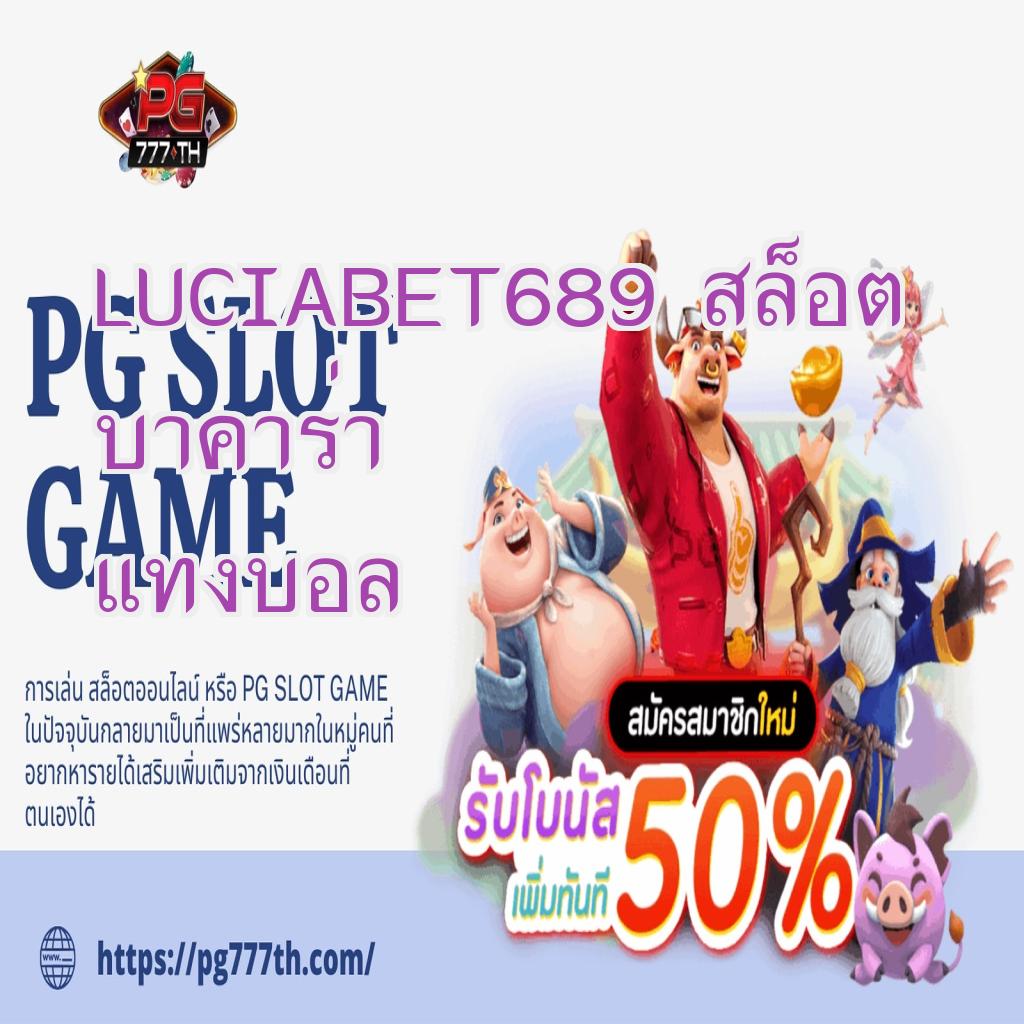 PG
777 TH
LUCIABET689 สล็อต
PG SLOT
บาคาร่า
GAME
แทงบอล
การเล่น สล็อตออนไลน์ หรือ PG SLOT GAME
ในปัจจุบันกลายมาเป็นที่แพร่หลายมากในหมู่คนที่
อยากหารายได้เสริมเพิ่มเติมจากเงินเดือนที่
ตนเองได้
สมัครสมาชิกใหม่
รับโบนัส
50%
เพิ่มทันที
https://pg777th.com/